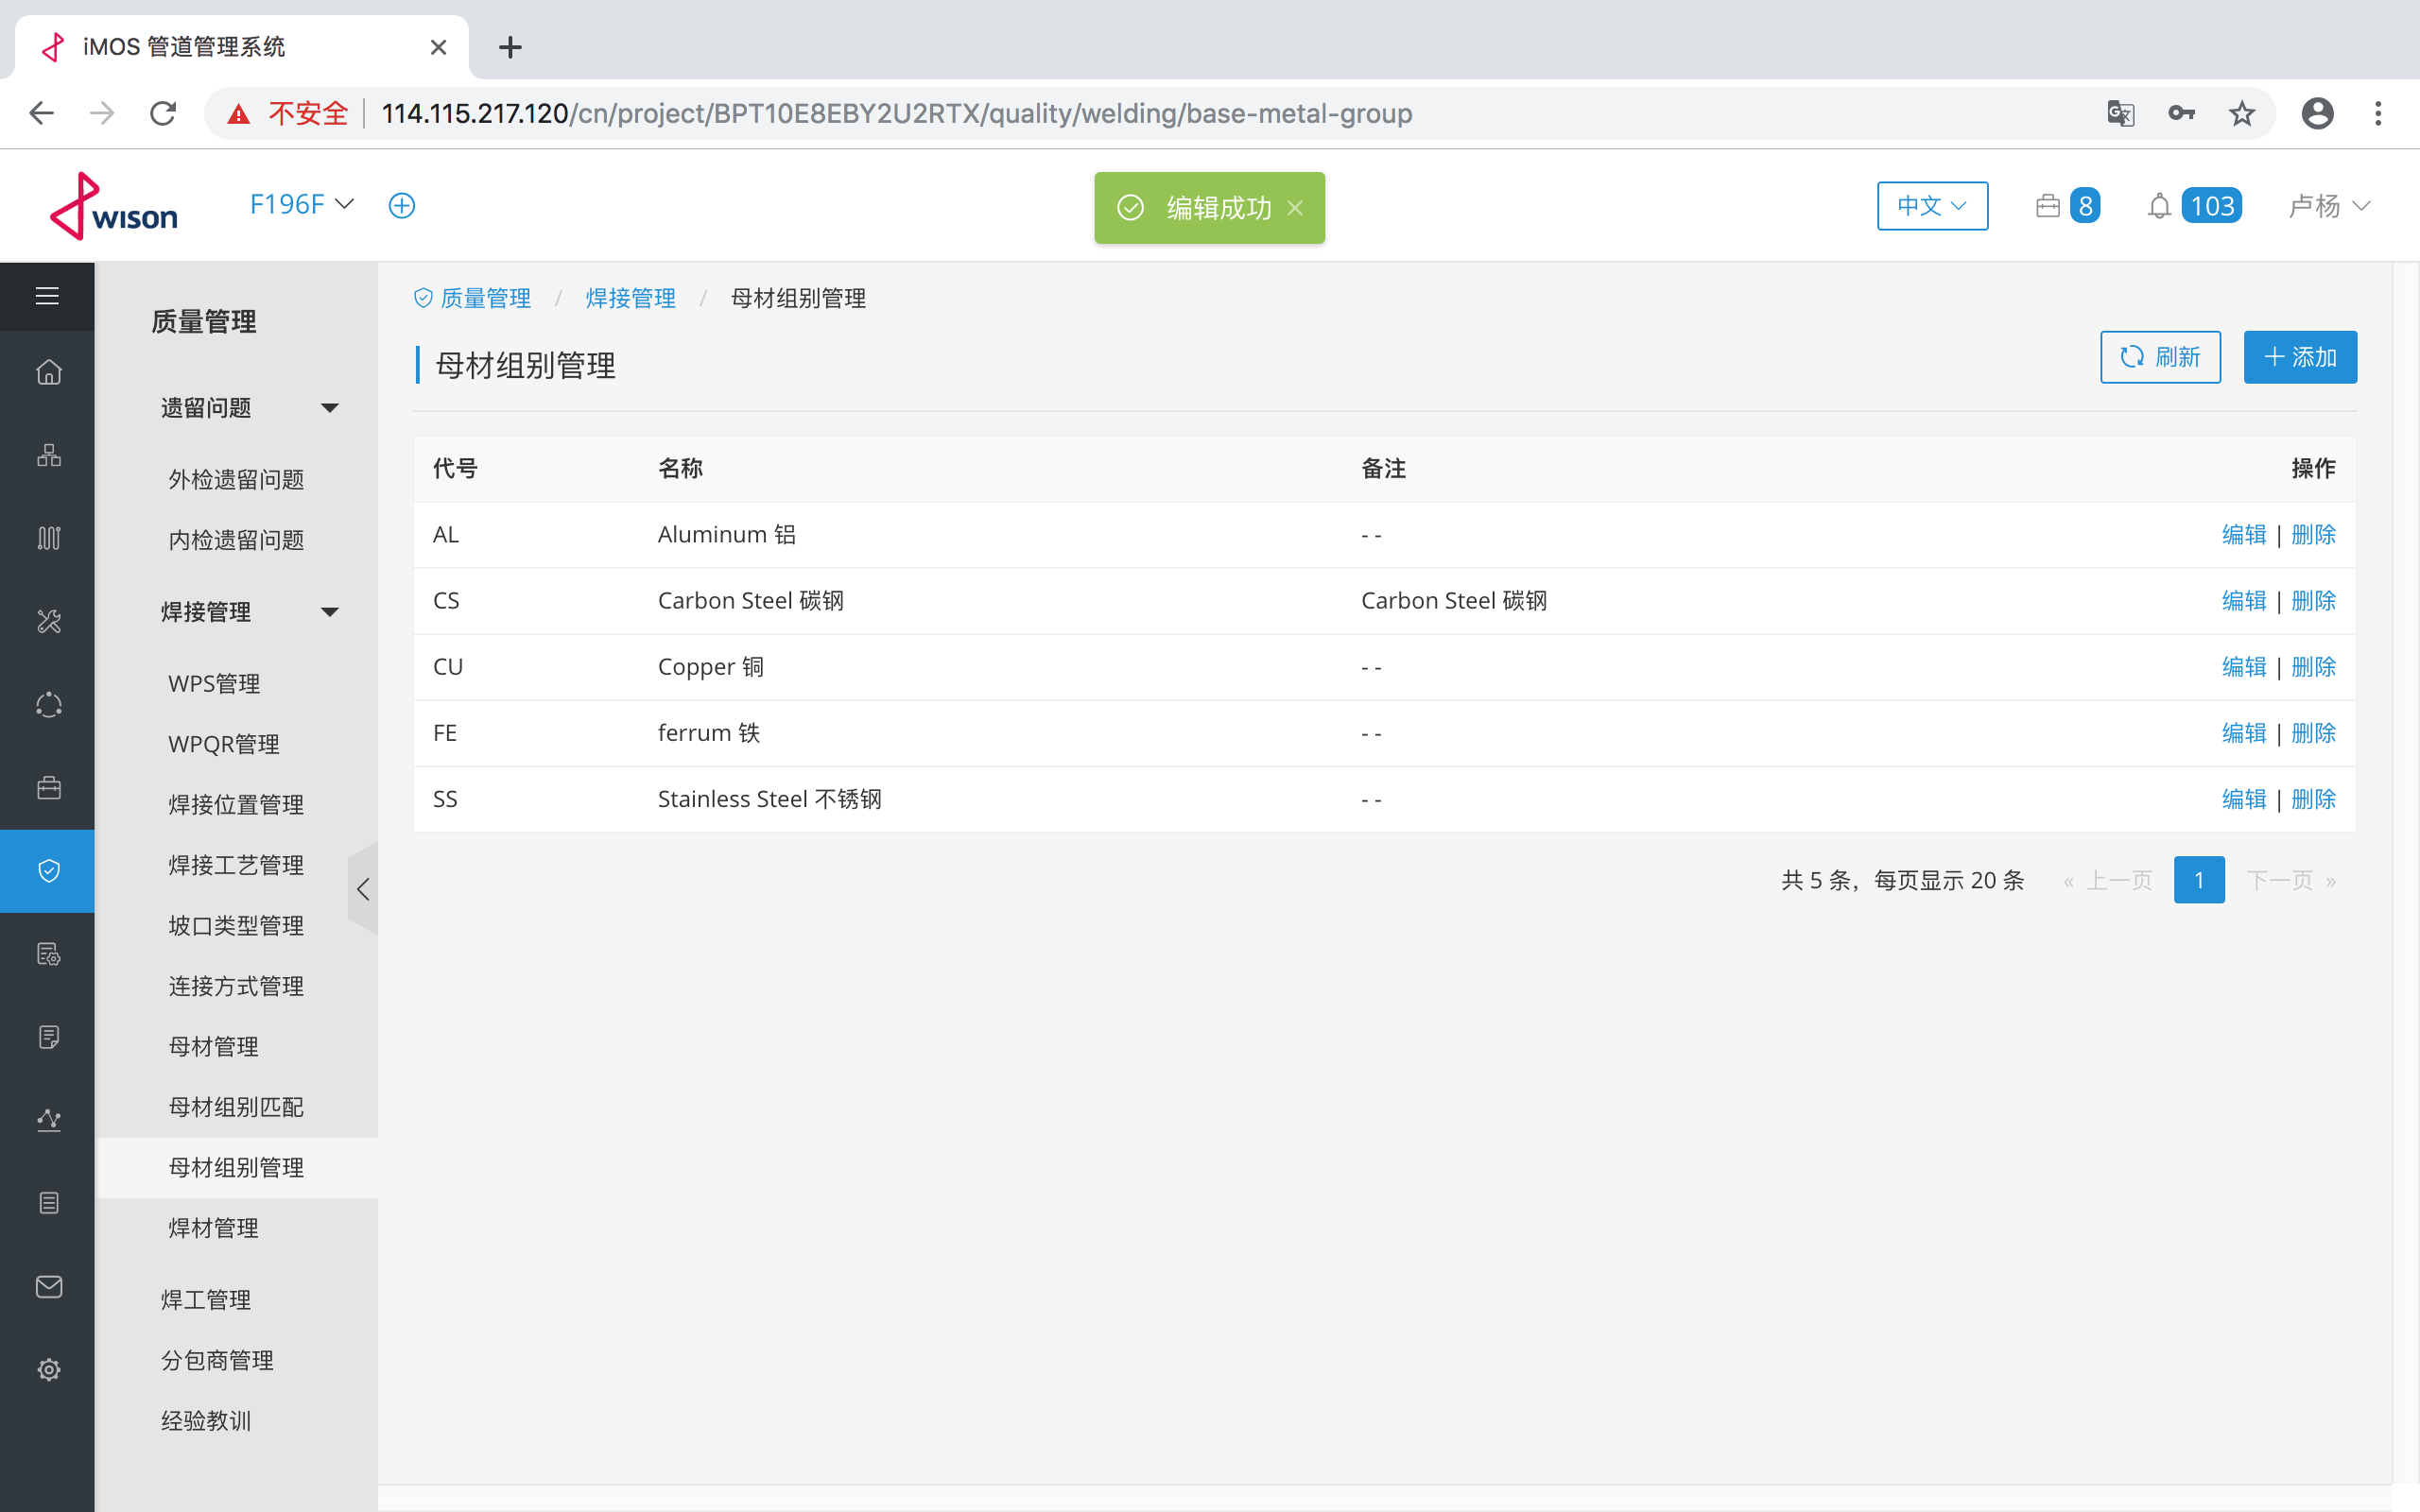 iMOS 管道管理系统
不安全 114.115.217.120/cn/project/BPT10E8EBY2U2RTX/quality/welding/base-metal-group
wison F196F 编辑成功 中文 8 103 卢杨
质量管理 / 焊接管理 / 母材组别管理
母材组别管理 刷新 添加
质量管理
遗留问题
外检遗留问题
内检遗留问题
焊接管理
WPS管理
WPQR管理
焊接位置管理
焊接工艺管理
坡口类型管理
连接方式管理
母材管理
母材组别匹配
母材组别管理
焊材管理
焊工管理
分包商管理
经验教训
代号 名称 备注 操作
AL Aluminum 铝 - - 编辑 | 删除
CS Carbon Steel 碳钢 Carbon Steel 碳钢 编辑 | 删除
CU Copper 铜 - - 编辑 | 删除
FE ferrum 铁 - - 编辑 | 删除
SS Stainless Steel 不锈钢 - - 编辑 | 删除
共 5 条，每页显示 20 条 « 上一页 1 下一页 »